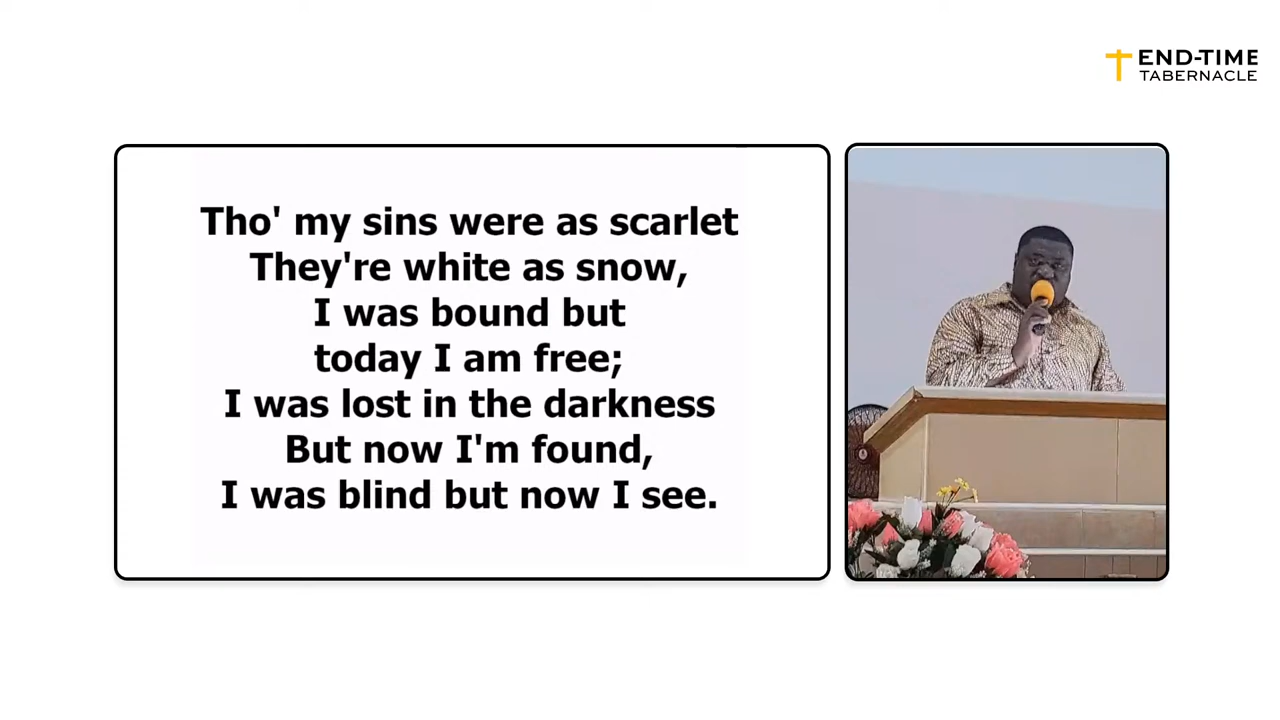 END-TIME
TABERNACLE
Tho' my sins were as scarlet
They're white as snow,
I was bound but
today I am free;
I was lost in the darkness
But now I'm found,
I was blind but now I see.